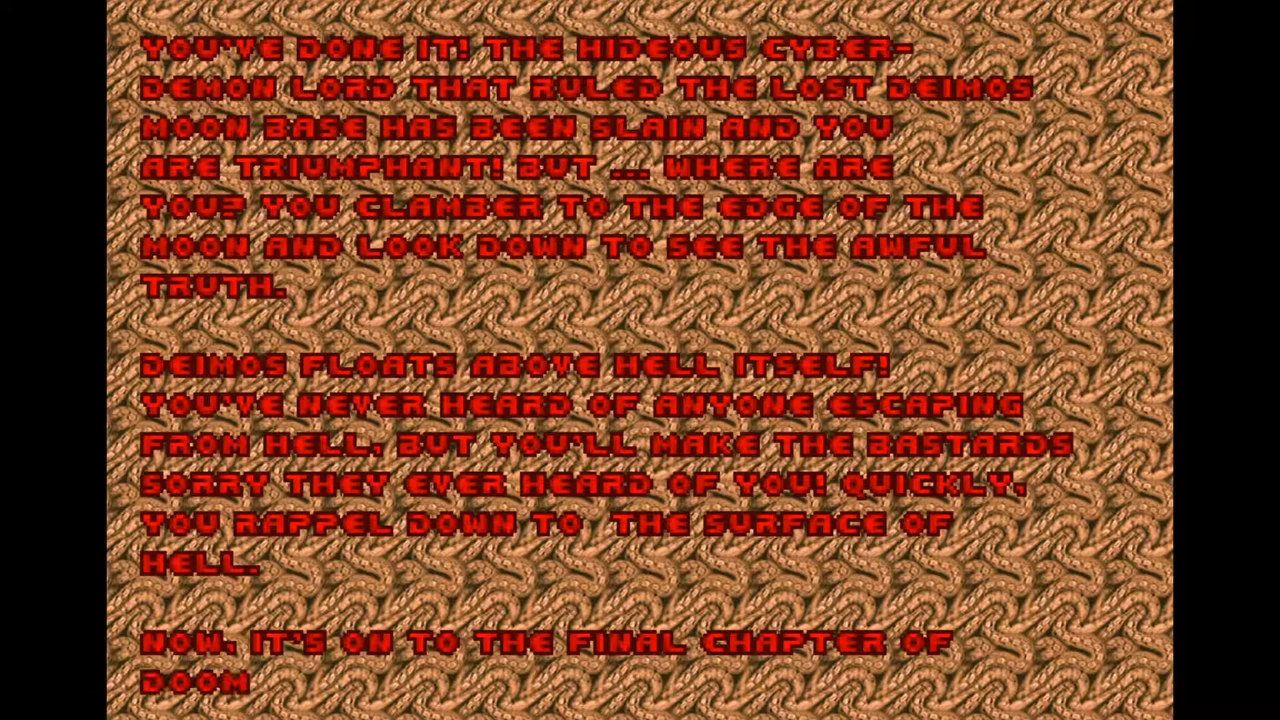 YOU'VE DONE IT! THE HIDEOUS CYBER-
DEMON LORD THAT RULED THE LOST DEIMOS
MOON BASE HAS BEEN SLAIN AND YOU
ARE TRIUMPHANT! BUT ... WHERE ARE
YOU? YOU CLAMBER TO THE EDGE OF THE
MOON AND LOOK DOWN TO SEE THE AWFUL
TRUTH.
DEIMOS FLOATS ABOVE HELL ITSELF!
YOU'VE NEVER HEARD OF ANYONE ESCAPING
FROM HELL, BUT YOU'LL MAKE THE BASTARDS
SORRY THEY EVER HEARD OF YOU! QUICKLY,
YOU RAPPEL DOWN TO  THE SURFACE OF
HELL.
NOW, IT'S ON TO THE FINAL CHAPTER OF
DOOM